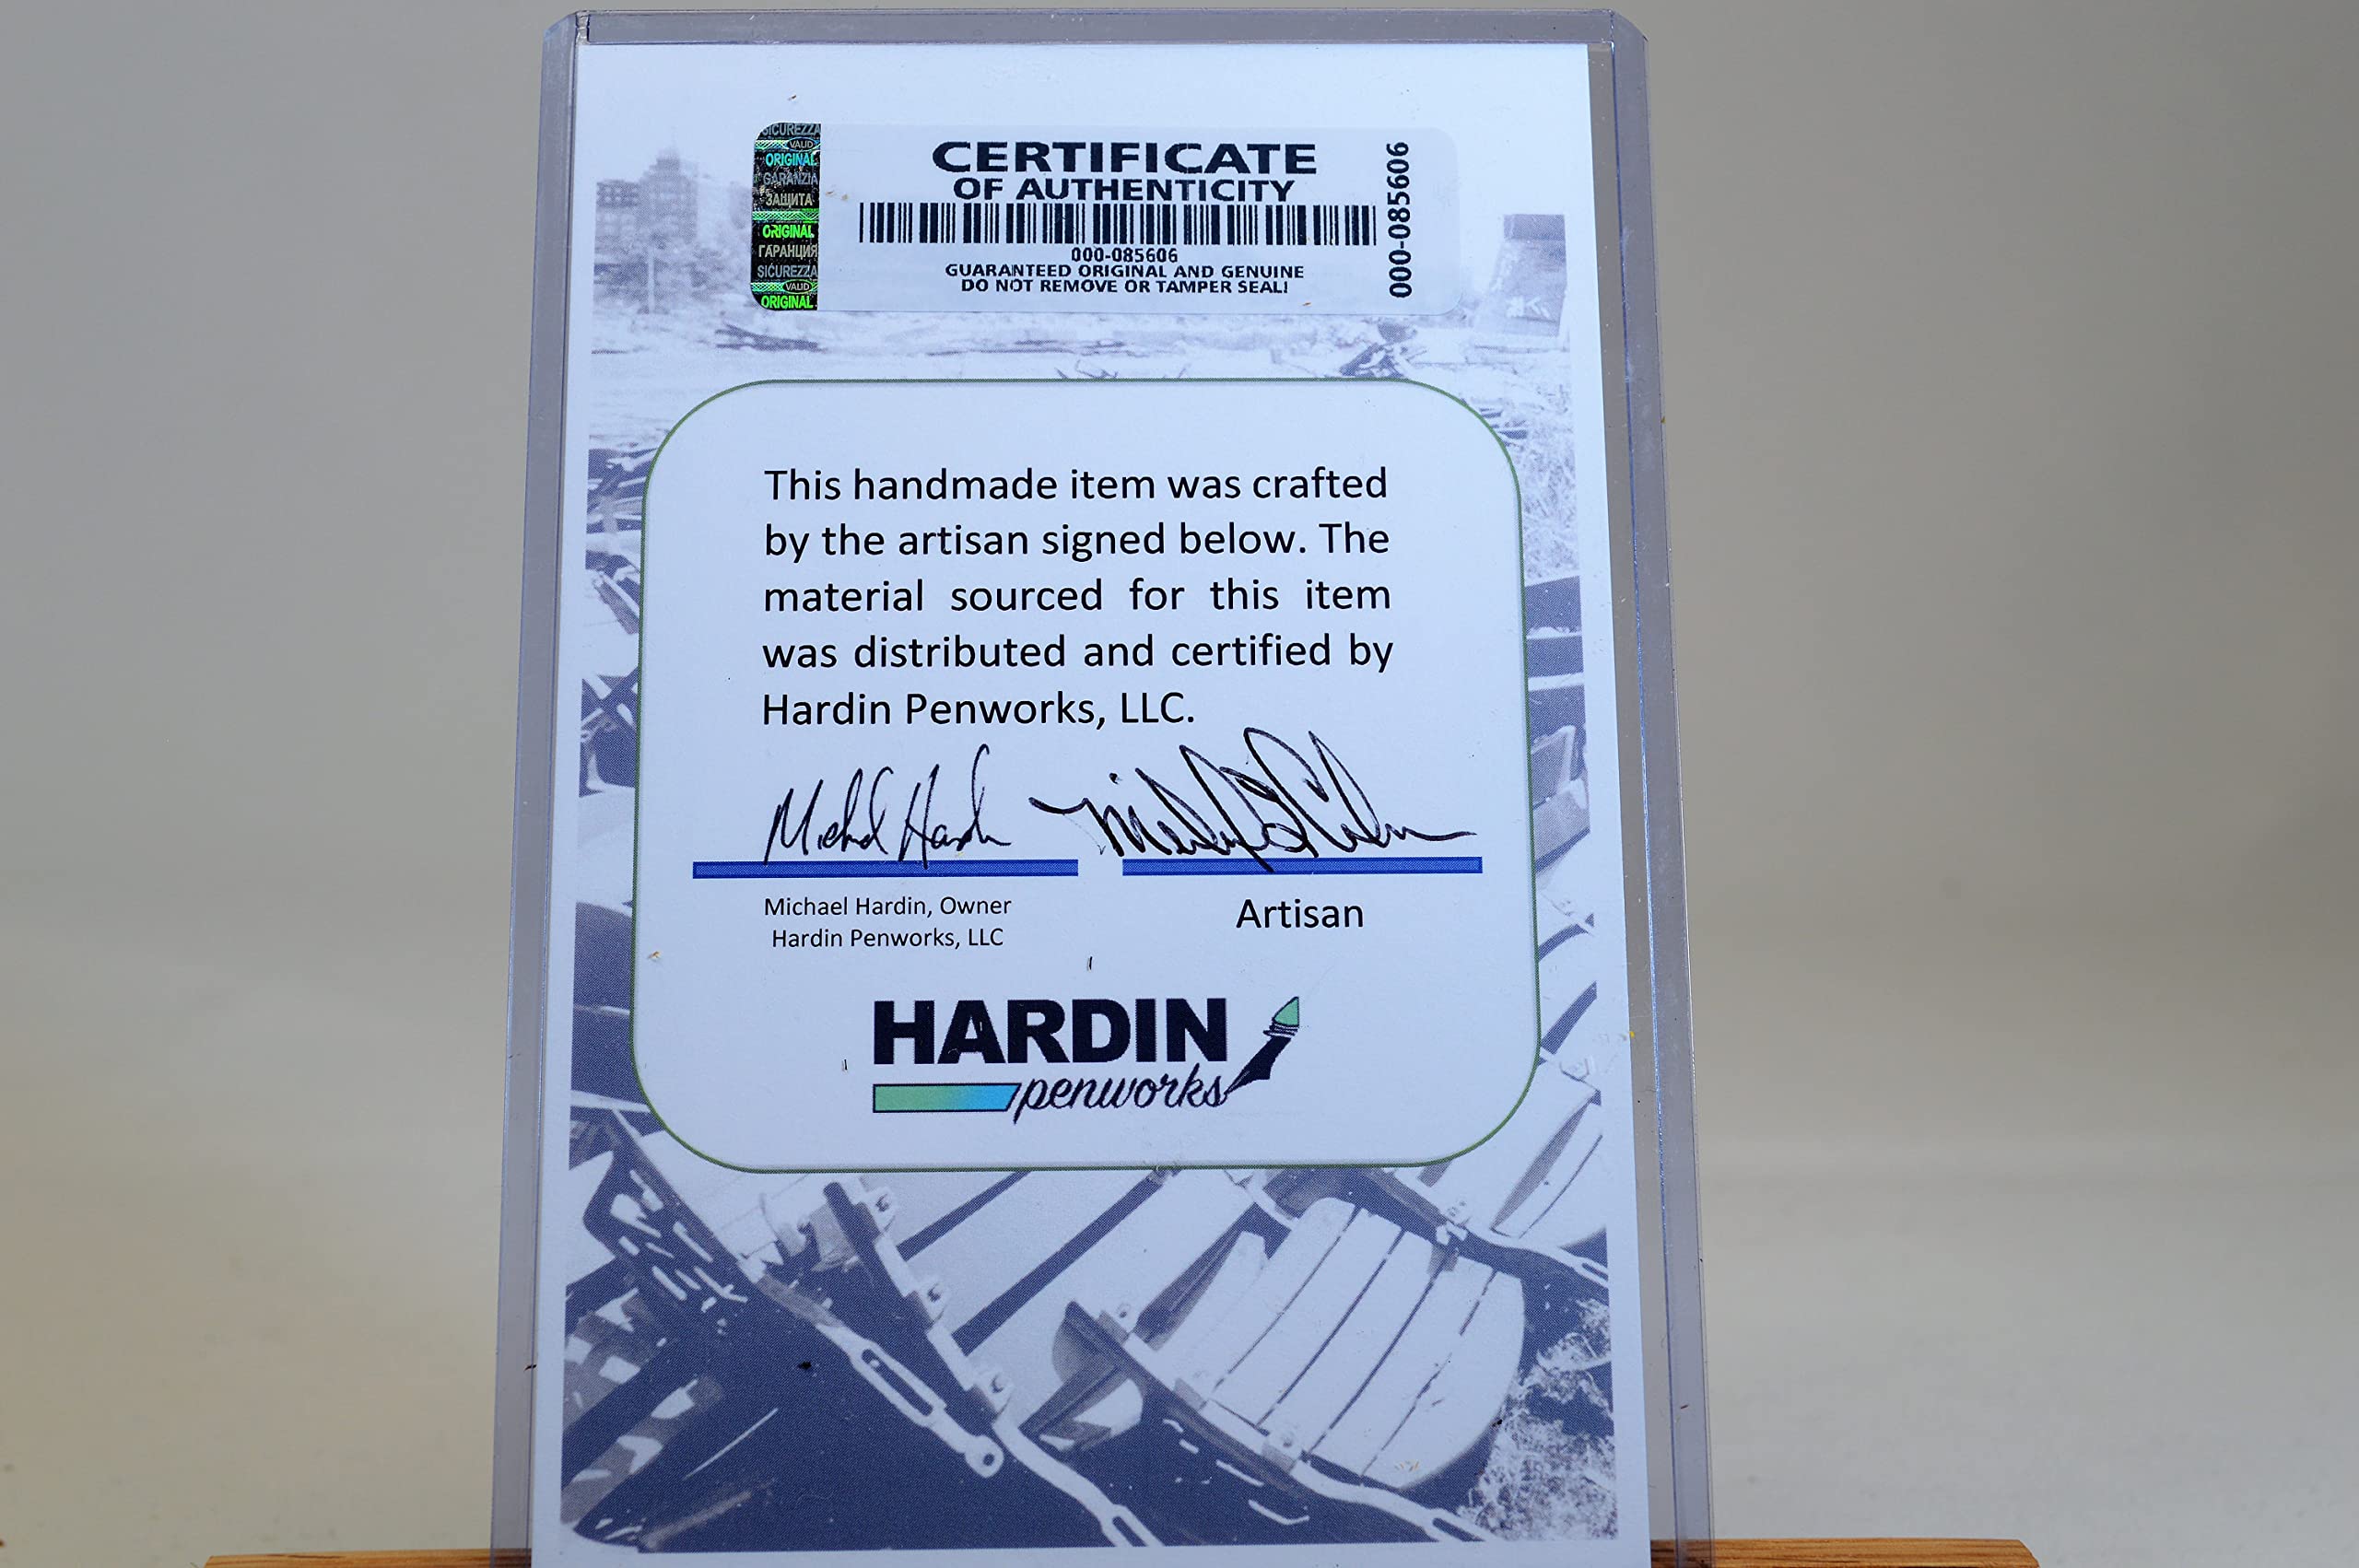 SICUREZZA
VALID
ORIGINAL
GARANZIA
ЗАЩИТА
ORIGINAL
ГАРАНЦИЯ
SICUREZZA
VALID
ORIGINAL
CERTIFICATE
OF AUTHENTICITY
000-085606
GUARANTEED ORIGINAL AND GENUINE
DO NOT REMOVE OR TAMPER SEAL!
000-085606
This handmade item was crafted
by the artisan signed below. The
material sourced for this item
was distributed and certified by
Hardin Penworks, LLC.
Michael Hardin
Michael Hardin, Owner
Hardin Penworks, LLC
Artisan
HARDIN
penworks